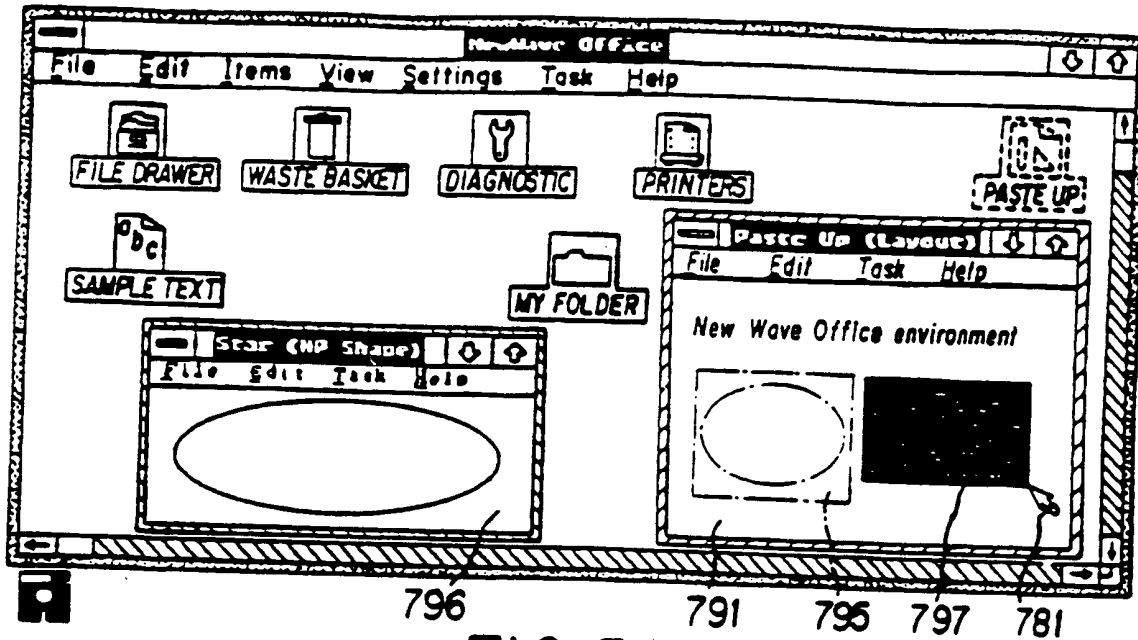 NewWave Office
File Edit Items View Settings Task Help
FILE DRAWER WASTE BASKET DIAGNOSTIC PRINTERS PASTE UP
abc
SAMPLE TEXT MY FOLDER
Paste Up (Layout)
File Edit Task Help
New Wave Office environment
Star (HP Shape)
File Edit Task Help
796 791 795 797 781